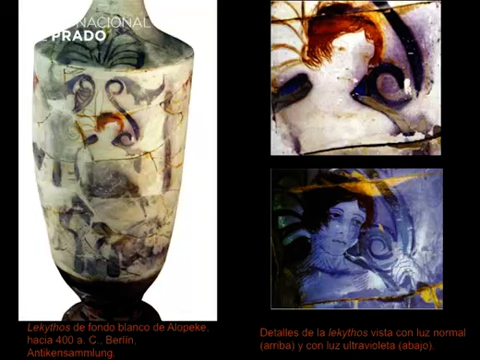 NACIONAL
PRADO
Lekythos de fondo blanco de Alopeke,
hacia 400 a. C., Berlín,
Antikensammlung.
Detalles de la lekythos vista con luz normal
(arriba) y con luz ultravioleta (abajo).